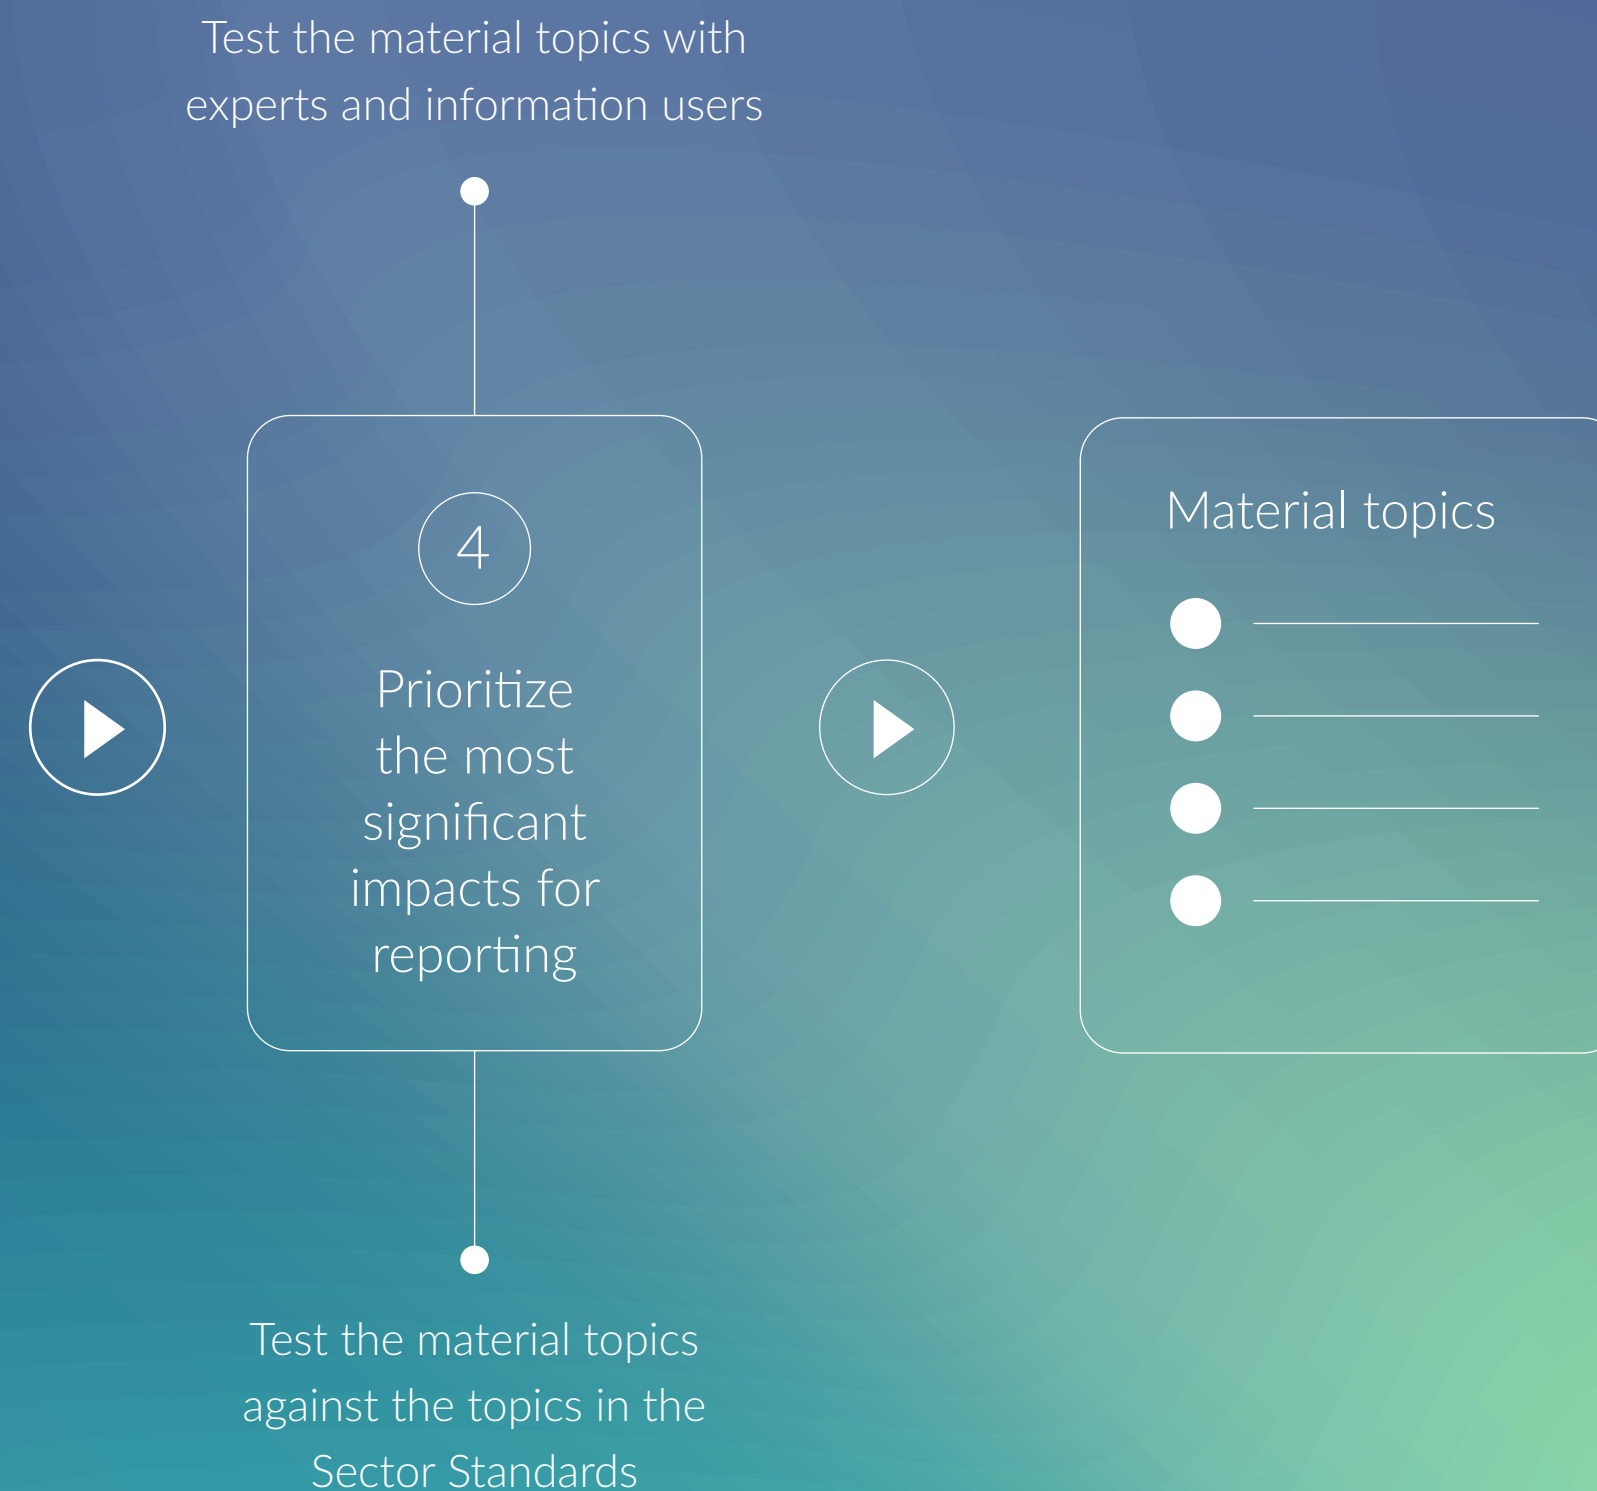 Test the material topics with
experts and information users
4
Prioritize
the most
significant
impacts for
reporting
Material topics
Test the material topics
against the topics in the
Sector Standards